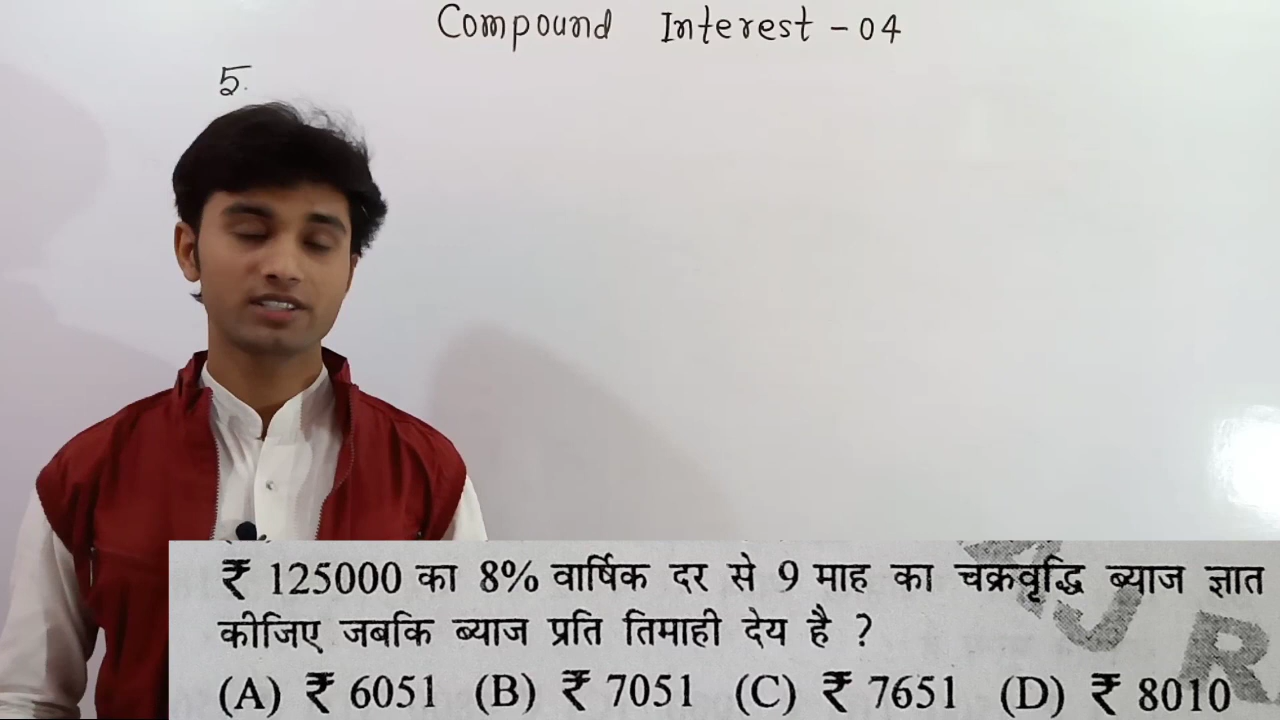 Compound Interest - 04
5.
₹ 125000 का 8% वार्षिक दर से 9 माह का चक्रवृद्धि ब्याज ज्ञात
कीजिए जबकि ब्याज प्रति तिमाही देय है ?
(A) ₹ 6051 (B) ₹ 7051 (C) ₹ 7651 (D) ₹ 8010